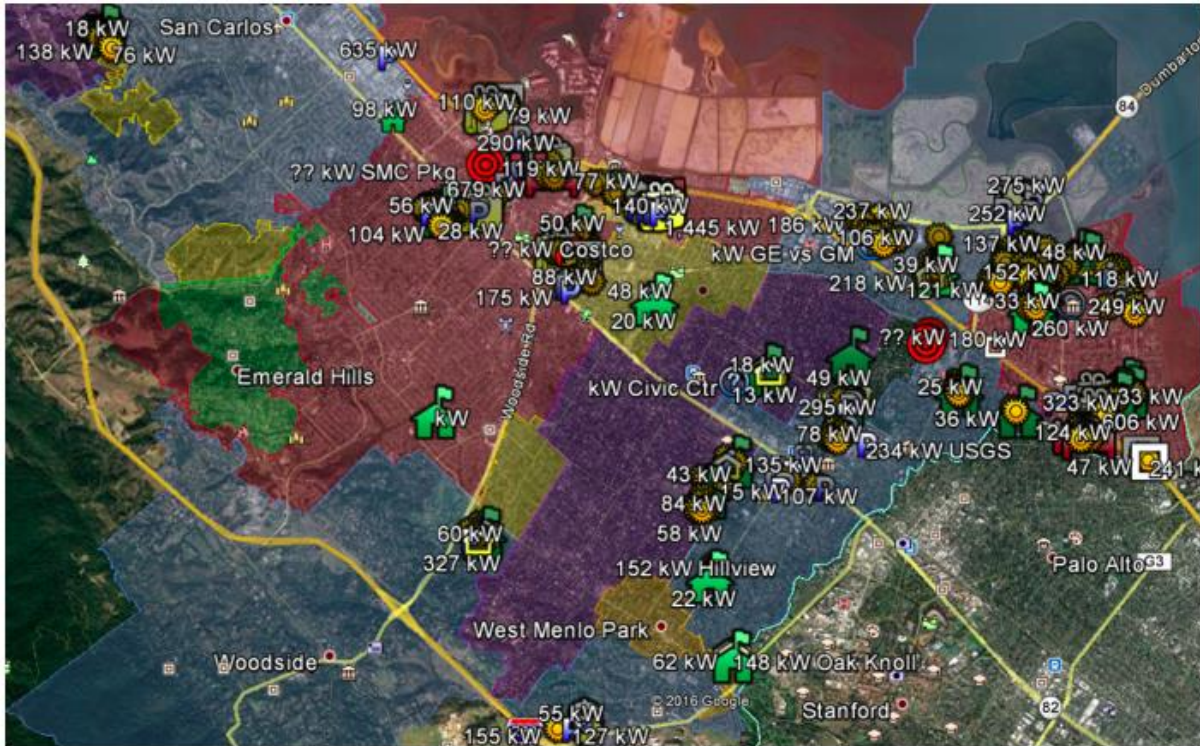 18 kW
San Carlos
138 kW
76 kW
635 kW
84
Dumbarton
98 kW
110 kW
79 kW
290 kW
?? kW SMC Pkg
119 kW
77 kW
679 kW
275 kW
56 kW
140 kW
252 kW
237 kW
104 kW
28 kW
50 kW
445 kW
186 kW
106 kW
137 kW
48 kW
?? kW Costco
kW GE vs GM
39 kW
88 kW
218 kW
121 kW
152 kW
118 kW
175 kW
48 kW
33 kW
249 kW
20 kW
260 kW
?? kW
180 kW
Woodside Rd
Emerald Hills
18 kW
49 kW
kW Civic Ctr
13 kW
25 kW
33 kW
295 kW
323 kW
kW
36 kW
606 kW
78 kW
124 kW
234 kW USGS
135 kW
43 kW
47 kW
241 k
15 kW
107 kW
84 kW
60 kW
58 kW
327 kW
152 kW Hillview
Palo Alto
G3
22 kW
West Menlo Park
Woodside
62 kW
148 kW Oak Knoll
© 2016 Google
Stanford
82
55 kW
155 kW
127 kW